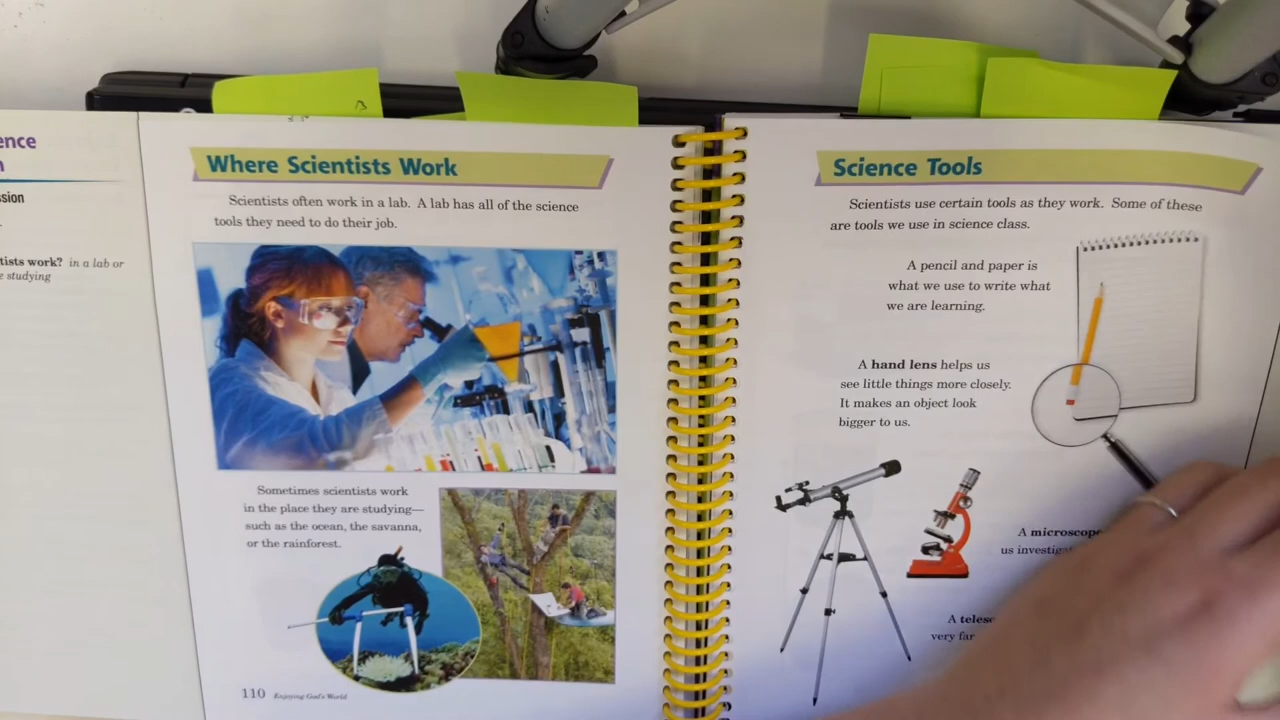 ssion
tists work? in a lab or
e studying
Where Scientists Work
Scientists often work in a lab. A lab has all of the science
tools they need to do their job.
Sometimes scientists work
in the place they are studying—
such as the ocean, the savanna,
or the rainforest.
110 Enjoying God's World
Science Tools
Scientists use certain tools as they work. Some of these
are tools we use in science class.
A pencil and paper is
what we use to write what
we are learning.
A hand lens helps us
see little things more closely.
It makes an object look
bigger to us.
A microscope
us investiga
A teles
very far